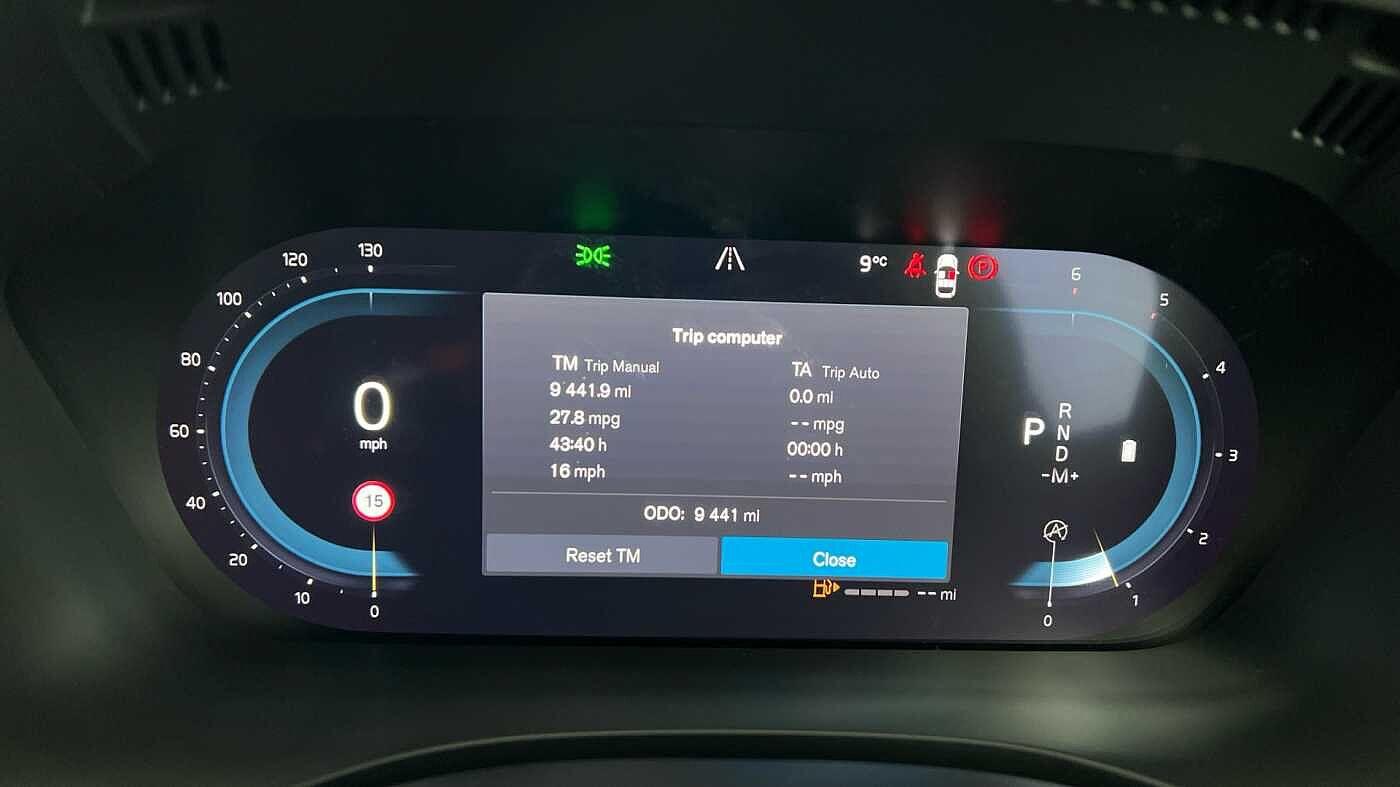 130
120
100
80
60
40
20
10
0
0
mph
15
9°C
P
Trip computer
TM Trip Manual
9 441.9 mi
27.8 mpg
43:40 h
16 mph
TA Trip Auto
0.0 mi
-- mpg
00:00 h
-- mph
ODO: 9 441 mi
Reset TM
Close
-- mi
P
R
N
D
-M+
A
6
5
4
3
2
1
0